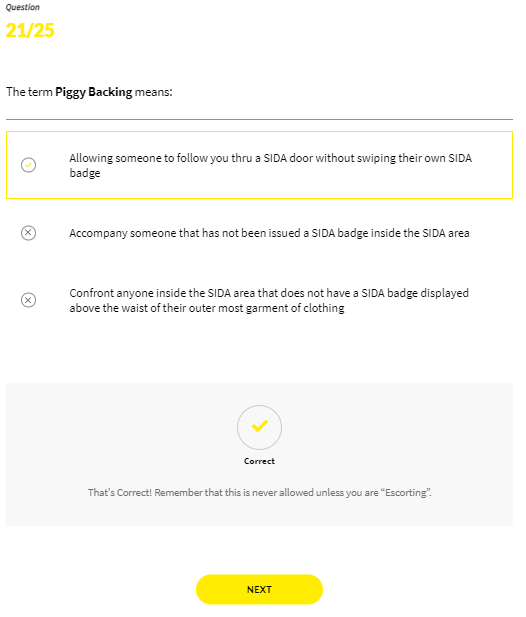 Question
21/25
The term Piggy Backing means:
Allowing someone to follow you thru a SIDA door without swiping their own SIDA
badge
Accompany someone that has not been issued a SIDA badge inside the SIDA area
Confront anyone inside the SIDA area that does not have a SIDA badge displayed
above the waist of their outer most garment of clothing
Correct
That's Correct! Remember that this is never allowed unless you are “Escorting”.
NEXT